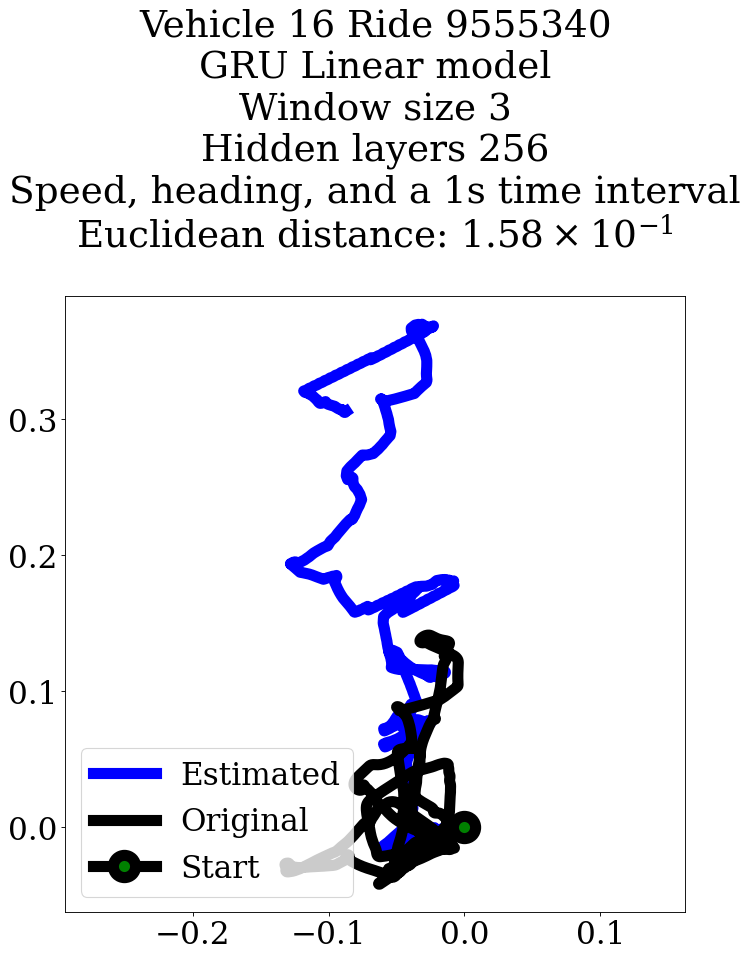 Vehicle 16 Ride 9555340
GRU Linear model
Window size 3
Hidden layers 256
Speed, heading, and a 1s time interval
Euclidean distance: 1.58 × 10⁻¹
0.3
0.2
0.1
0.0
Estimated
Original
Start
−0.2
−0.1
0.0
0.1